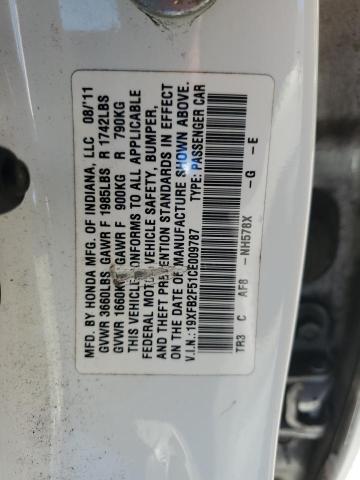 MFD. BY HONDA MFG. OF INDIANA, LLC 08/'11
GVWR 3660LBS GAWR F 1985LBS R 1742LBS
GVWR 1660KG GAWR F 900KG R 790KG
THIS VEHICLE CONFORMS TO ALL APPLICABLE
FEDERAL MOTOR VEHICLE SAFETY, BUMPER,
AND THEFT PREVENTION STANDARDS IN EFFECT
ON THE DATE OF MANUFACTURE SHOWN ABOVE.
V.I.N.: 19XFB2F51CE009787 TYPE: PASSENGER CAR
TR3 C AF8 -NH578X -G -E